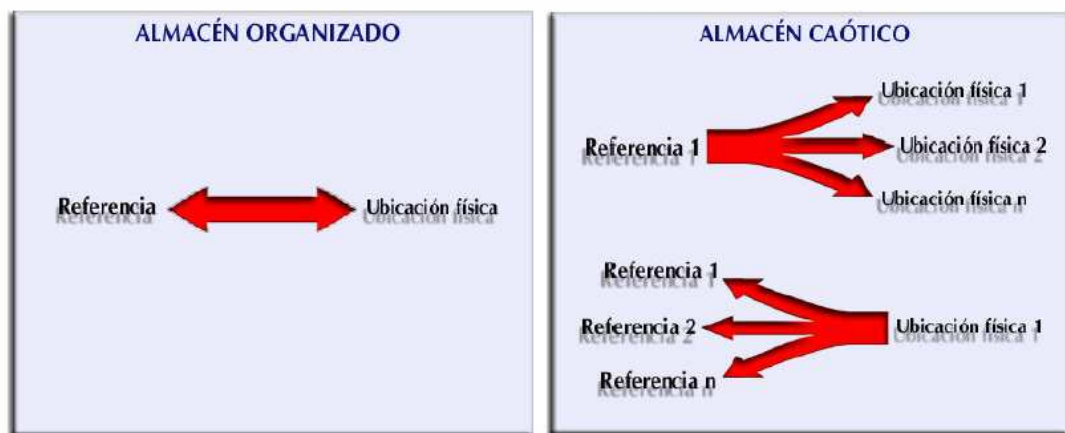 ALMACÉN ORGANIZADO
Referencia
Ubicación física
ALMACÉN CAÓTICO
Referencia 1
Ubicación física 1
Ubicación física 2
Ubicación física n
Referencia 1
Referencia 2
Referencia n
Ubicación física 1